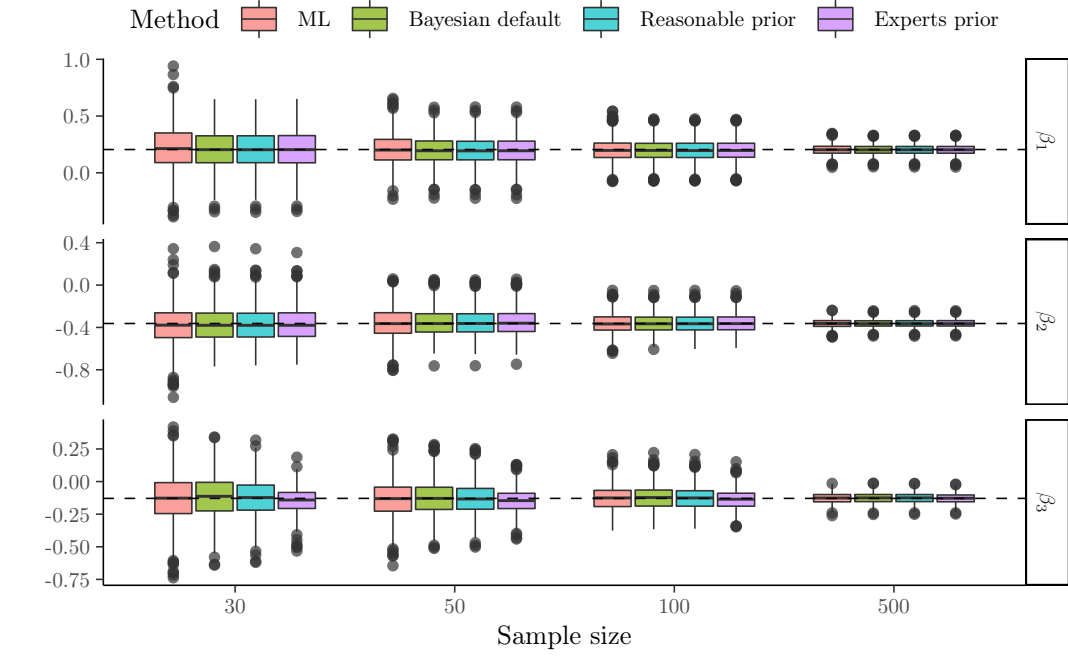 Method ML Bayesian default Reasonable prior Experts prior
1.0
0.5
0.0
β1
0.4
0.0
-0.4
-0.8
β2
0.25
0.00
-0.25
-0.50
-0.75
β3
30 50 100 500
Sample size